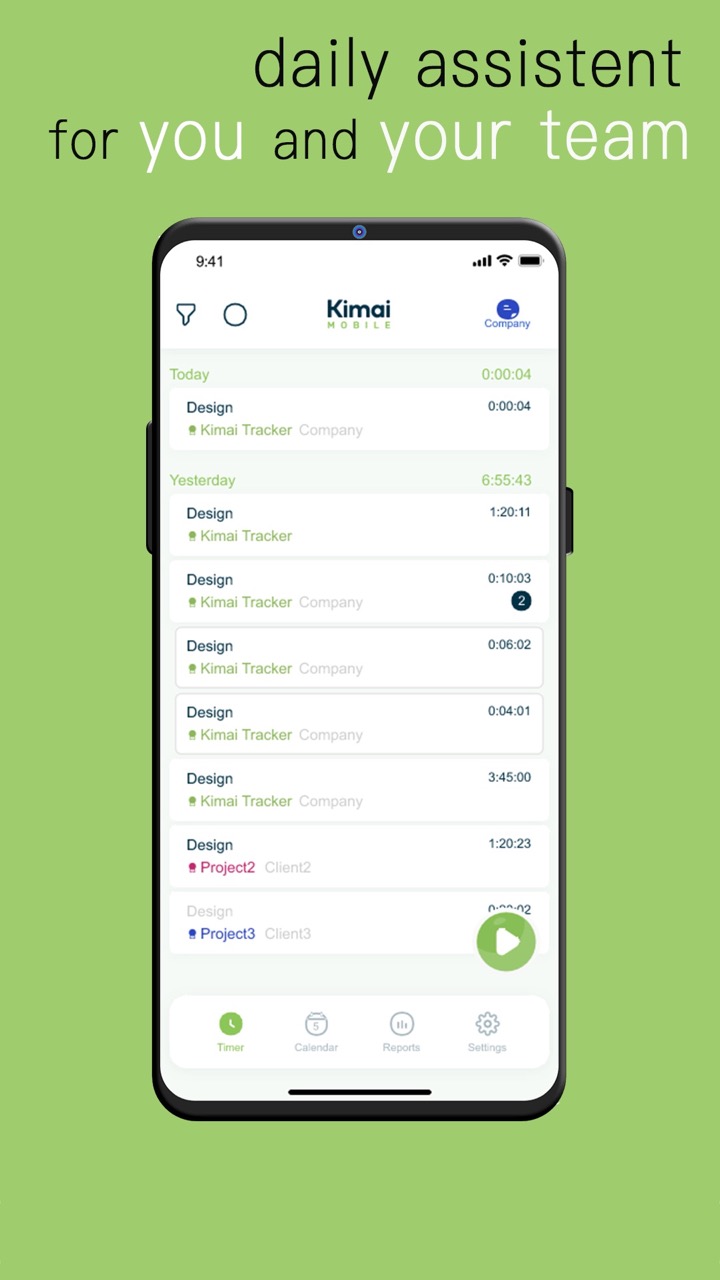 daily assistent
for you and your team
9:41
Kimai
MOBILE
Company
Today 0:00:04
Design 0:00:04
Kimai Tracker Company
Yesterday 6:55:43
Design 1:20:11
Kimai Tracker
Design 0:10:03
Kimai Tracker Company 2
Design 0:06:02
Kimai Tracker Company
Design 0:04:01
Kimai Tracker Company
Design 3:45:00
Kimai Tracker Company
Design 1:20:23
Project2 Client2
Design
Project3 Client3
5
Timer Calendar Reports Settings